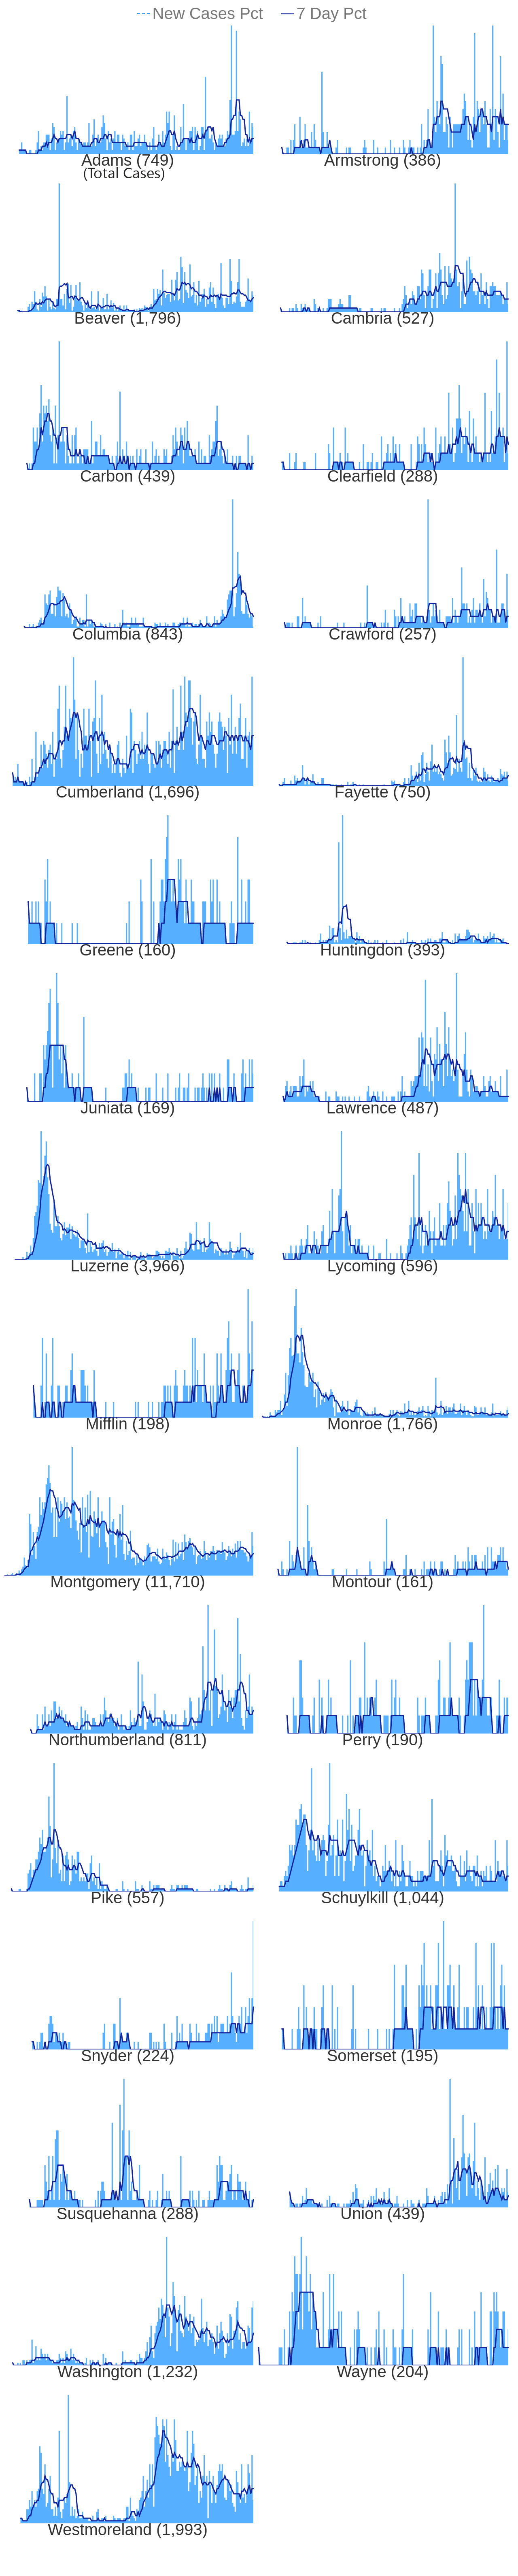 New Cases Pct 7 Day Pct
Adams (749) Armstrong (386)
(Total Cases)
Beaver (1,796) Cambria (527)
Carbon (439) Clearfield (288)
Columbia (843) Crawford (257)
Cumberland (1,696) Fayette (750)
Greene (160) Huntingdon (393)
Juniata (169) Lawrence (487)
Luzerne (3,966) Lycoming (596)
Mifflin (198) Monroe (1,766)
Montgomery (11,710) Montour (161)
Northumberland (811) Perry (190)
Pike (557) Schuylkill (1,044)
Snyder (224) Somerset (195)
Susquehanna (288) Union (439)
Washington (1,232) Wayne (204)
Westmoreland (1,993)